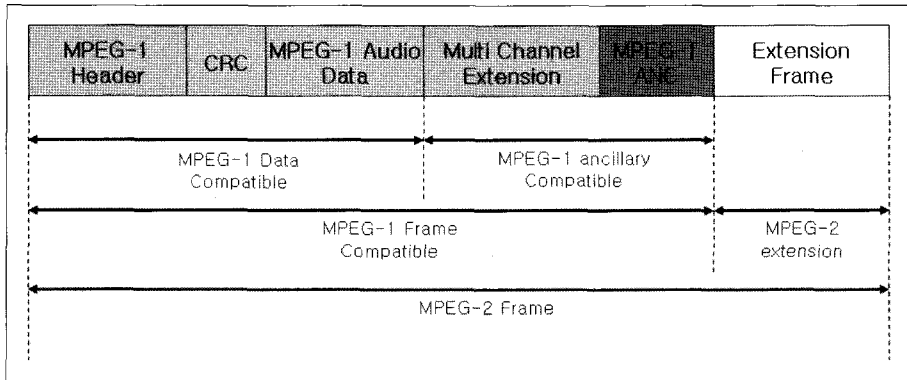 MPEG-1
Header
CRC
MPEG-1 Audio
Data
Multi Channel
Extension
MPEG-1
ANC
Extension
Frame
MPEG-1 Data
Compatible
MPEG-1 ancillary
Compatible
MPEG-1 Frame
Compatible
MPEG-2
extension
MPEG-2 Frame